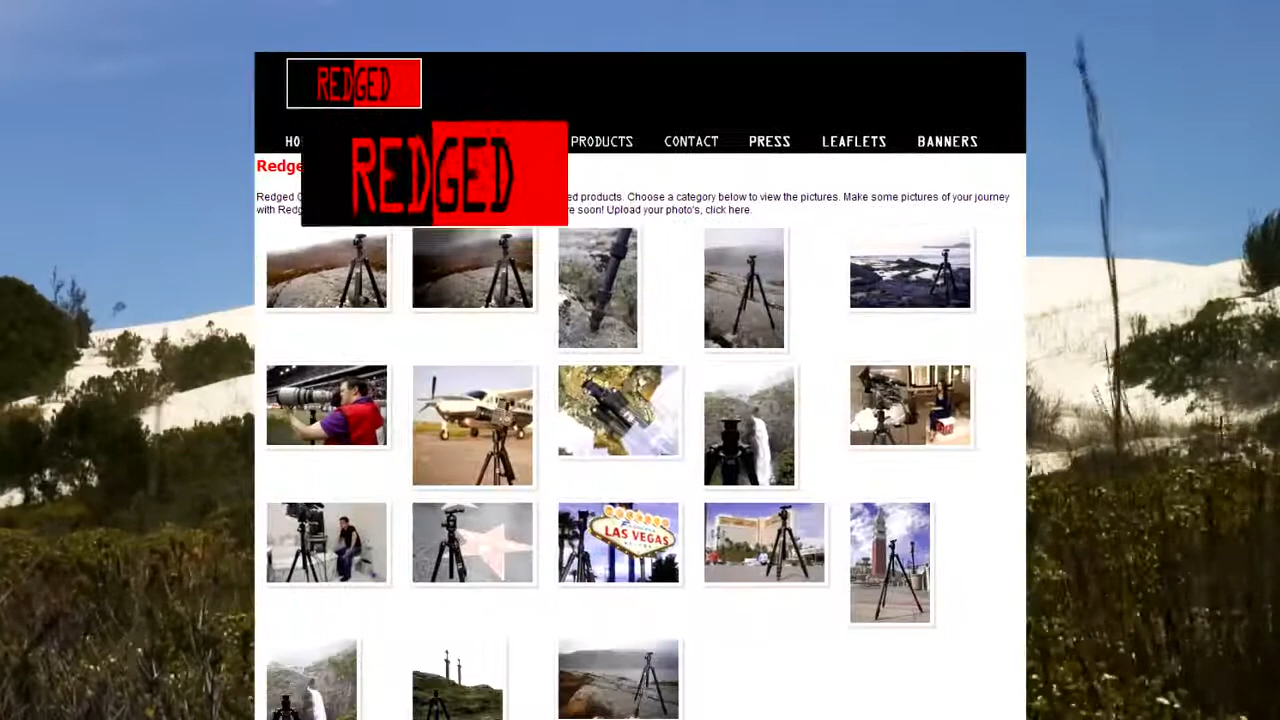 REDGED
HO
PRODUCTS CONTACT PRESS LEAFLETS BANNERS
REDGED
Redge
Redged ed products. Choose a category below to view the pictures. Make some pictures of your journey
with Redg re soon! Upload your photo's, click here.
LAS VEGAS